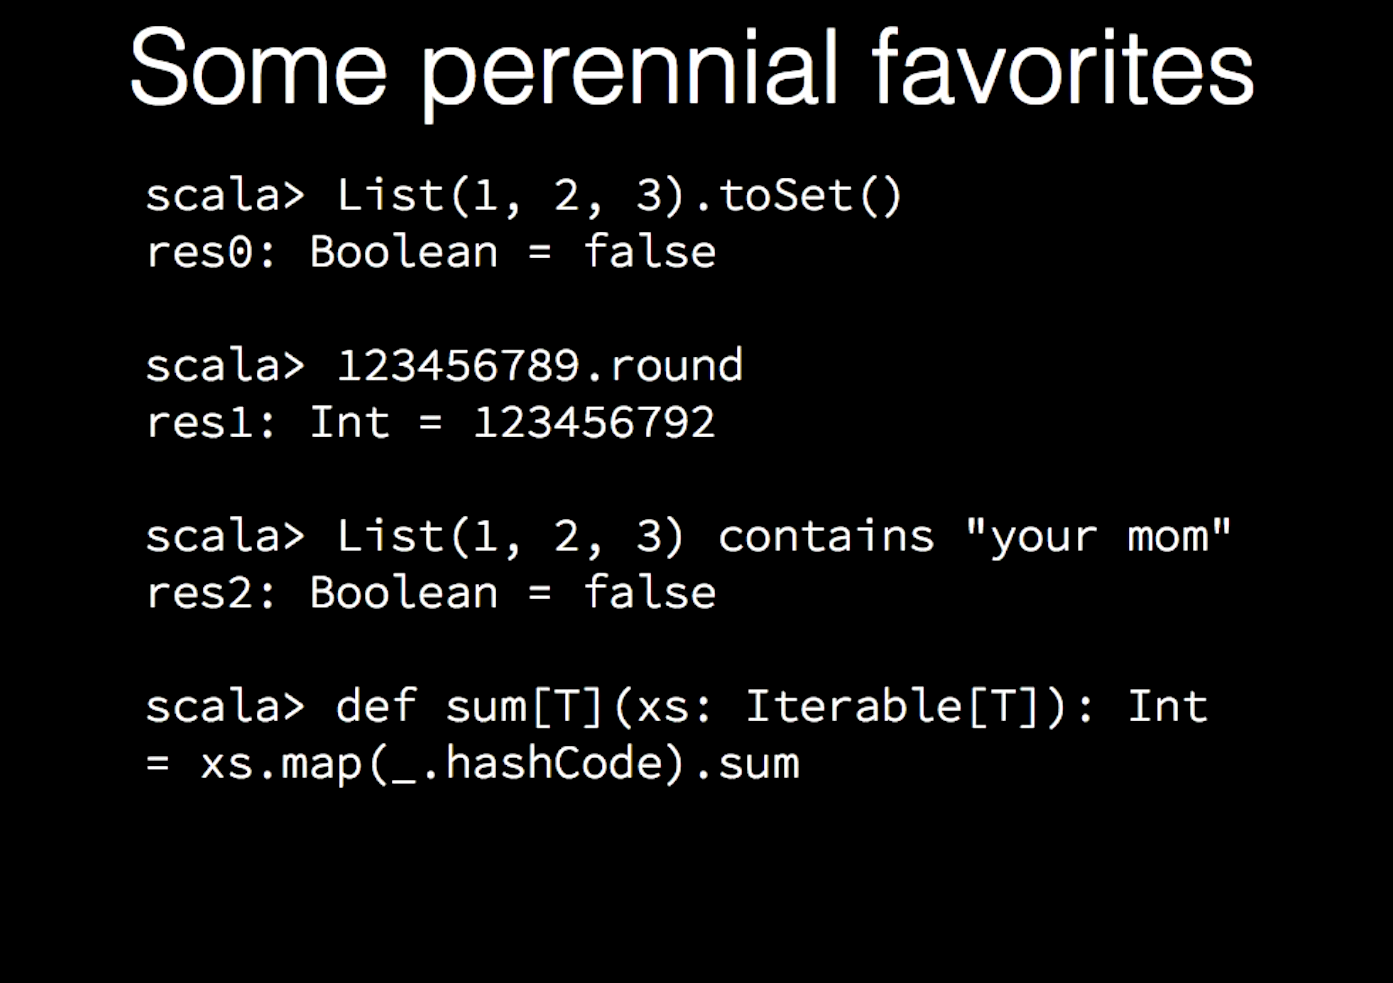 Some perennial favorites
scala> List(1, 2, 3).toSet()
res0: Boolean = false
scala> 123456789.round
res1: Int = 123456792
scala> List(1, 2, 3) contains "your mom"
res2: Boolean = false
scala> def sum[T](xs: Iterable[T]): Int
= xs.map(_.hashCode).sum